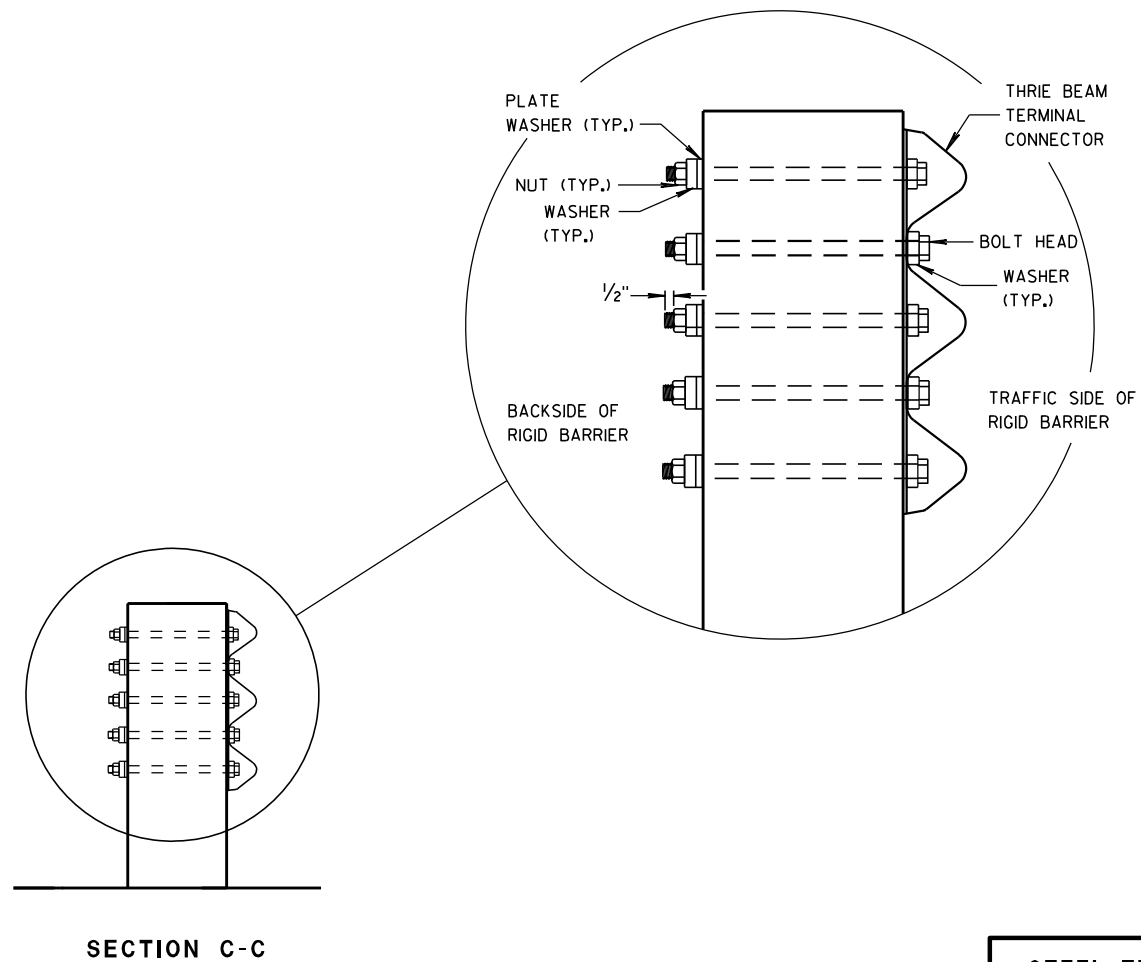 PLATE
WASHER (TYP.)
NUT (TYP.)
WASHER
(TYP.)
1/2"
BACKSIDE OF
RIGID BARRIER
THRIE BEAM
TERMINAL
CONNECTOR
BOLT HEAD
WASHER
(TYP.)
TRAFFIC SIDE OF
RIGID BARRIER
SECTION C-C